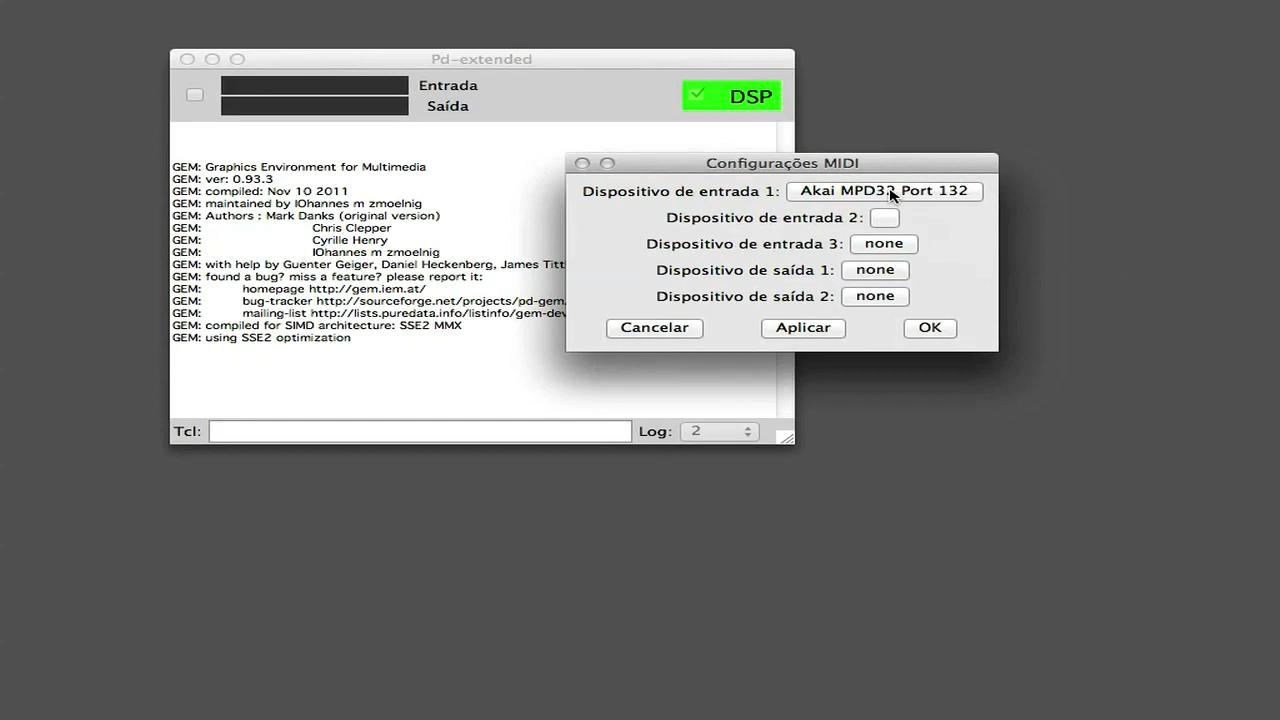 Pd-extended
Entrada
Saída
DSP
GEM: Graphics Environment for Multimedia
GEM: ver: 0.93.3
GEM: compiled: Nov 10 2011
GEM: maintained by IOhannes m zmoelnig
GEM: Authors : Mark Danks (original version)
GEM: Chris Clepper
GEM: Cyrille Henry
GEM: IOhannes m zmoelnig
GEM: with help by Guenter Geiger, Daniel Heckenberg, James Titt
GEM: found a bug? miss a feature? please report it:
GEM: homepage http://gem.iem.at/
GEM: bug-tracker http://sourceforge.net/projects/pd-gem
GEM: mailing-list http://lists.puredata.info/listinfo/gem-dev
GEM: compiled for SIMD architecture: SSE2 MMX
GEM: using SSE2 optimization
Tcl:
Log: 2
Configurações MIDI
Dispositivo de entrada 1: Akai MPD32 Port 132
Dispositivo de entrada 2:
Dispositivo de entrada 3: none
Dispositivo de saída 1: none
Dispositivo de saída 2: none
Cancelar Aplicar OK